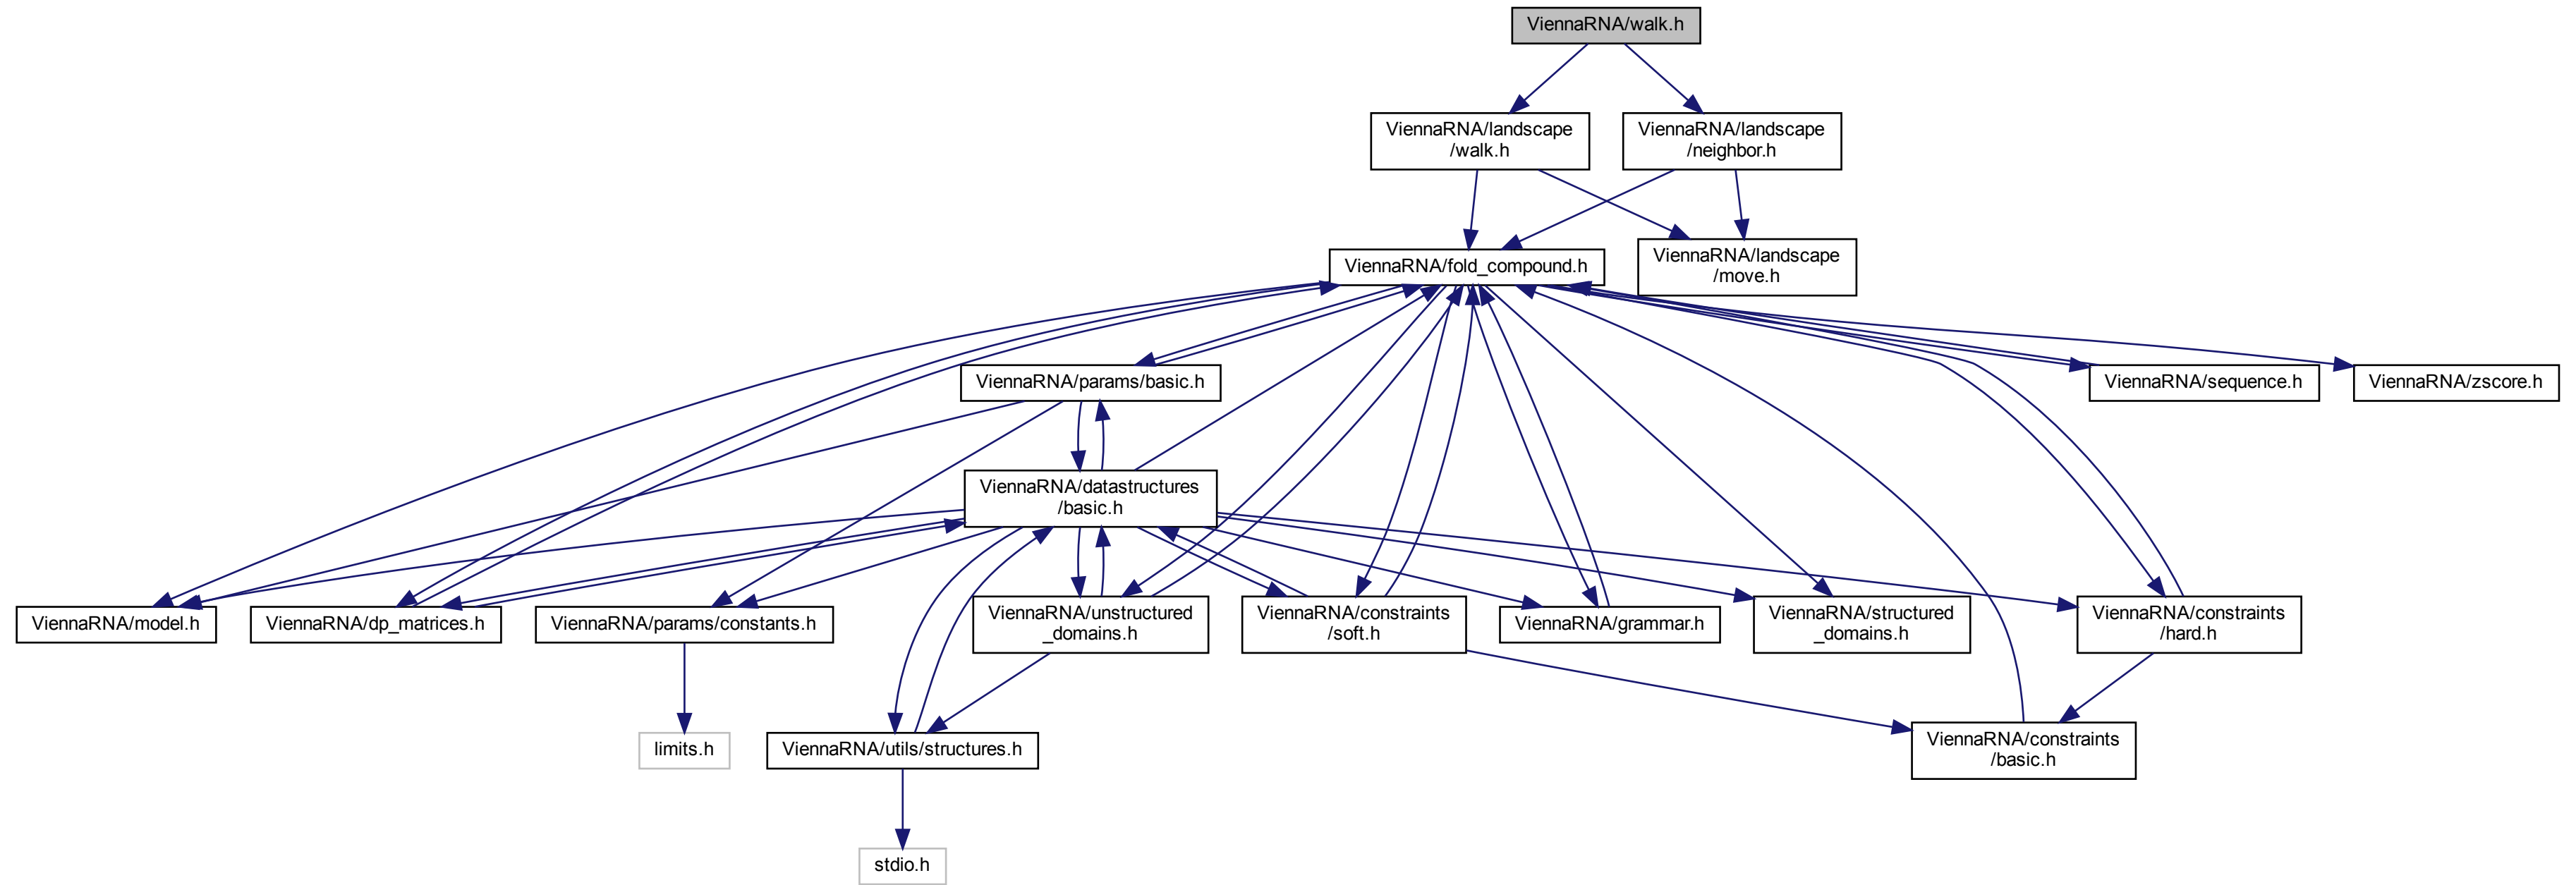 ViennaRNA/walk.h
ViennaRNA/landscape
/walk.h
ViennaRNA/landscape
/neighbor.h
ViennaRNA/fold_compound.h
ViennaRNA/landscape
/move.h
ViennaRNA/params/basic.h
ViennaRNA/sequence.h
ViennaRNA/zscore.h
ViennaRNA/datastructures
/basic.h
ViennaRNA/model.h
ViennaRNA/dp_matrices.h
ViennaRNA/params/constants.h
ViennaRNA/unstructured
_domains.h
ViennaRNA/constraints
/soft.h
ViennaRNA/grammar.h
ViennaRNA/structured
_domains.h
ViennaRNA/constraints
/hard.h
limits.h
ViennaRNA/utils/structures.h
ViennaRNA/constraints
/basic.h
stdio.h